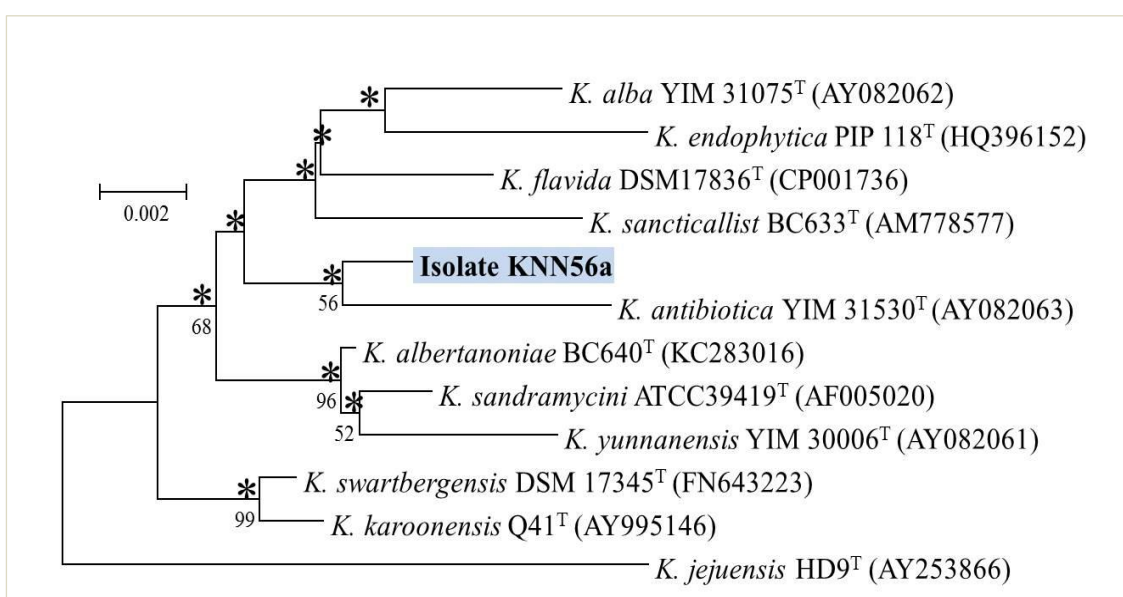 * K. alba YIM 31075ᵀ (AY082062)
* K. endophytica PIP 118ᵀ (HQ396152)
* K. flavida DSM17836ᵀ (CP001736)
0.002
* K. sancticallist BC633ᵀ (AM778577)
* Isolate KNN56a
56 K. antibiotica YIM 31530ᵀ (AY082063)
*
68
* K. albertanoniae BC640ᵀ (KC283016)
96 * K. sandramycini ATCC39419ᵀ (AF005020)
52 K. yunnanensis YIM 30006ᵀ (AY082061)
* K. swartbergensis DSM 17345ᵀ (FN643223)
99 K. karoonensis Q41ᵀ (AY995146)
K. jejuensis HD9ᵀ (AY253866)